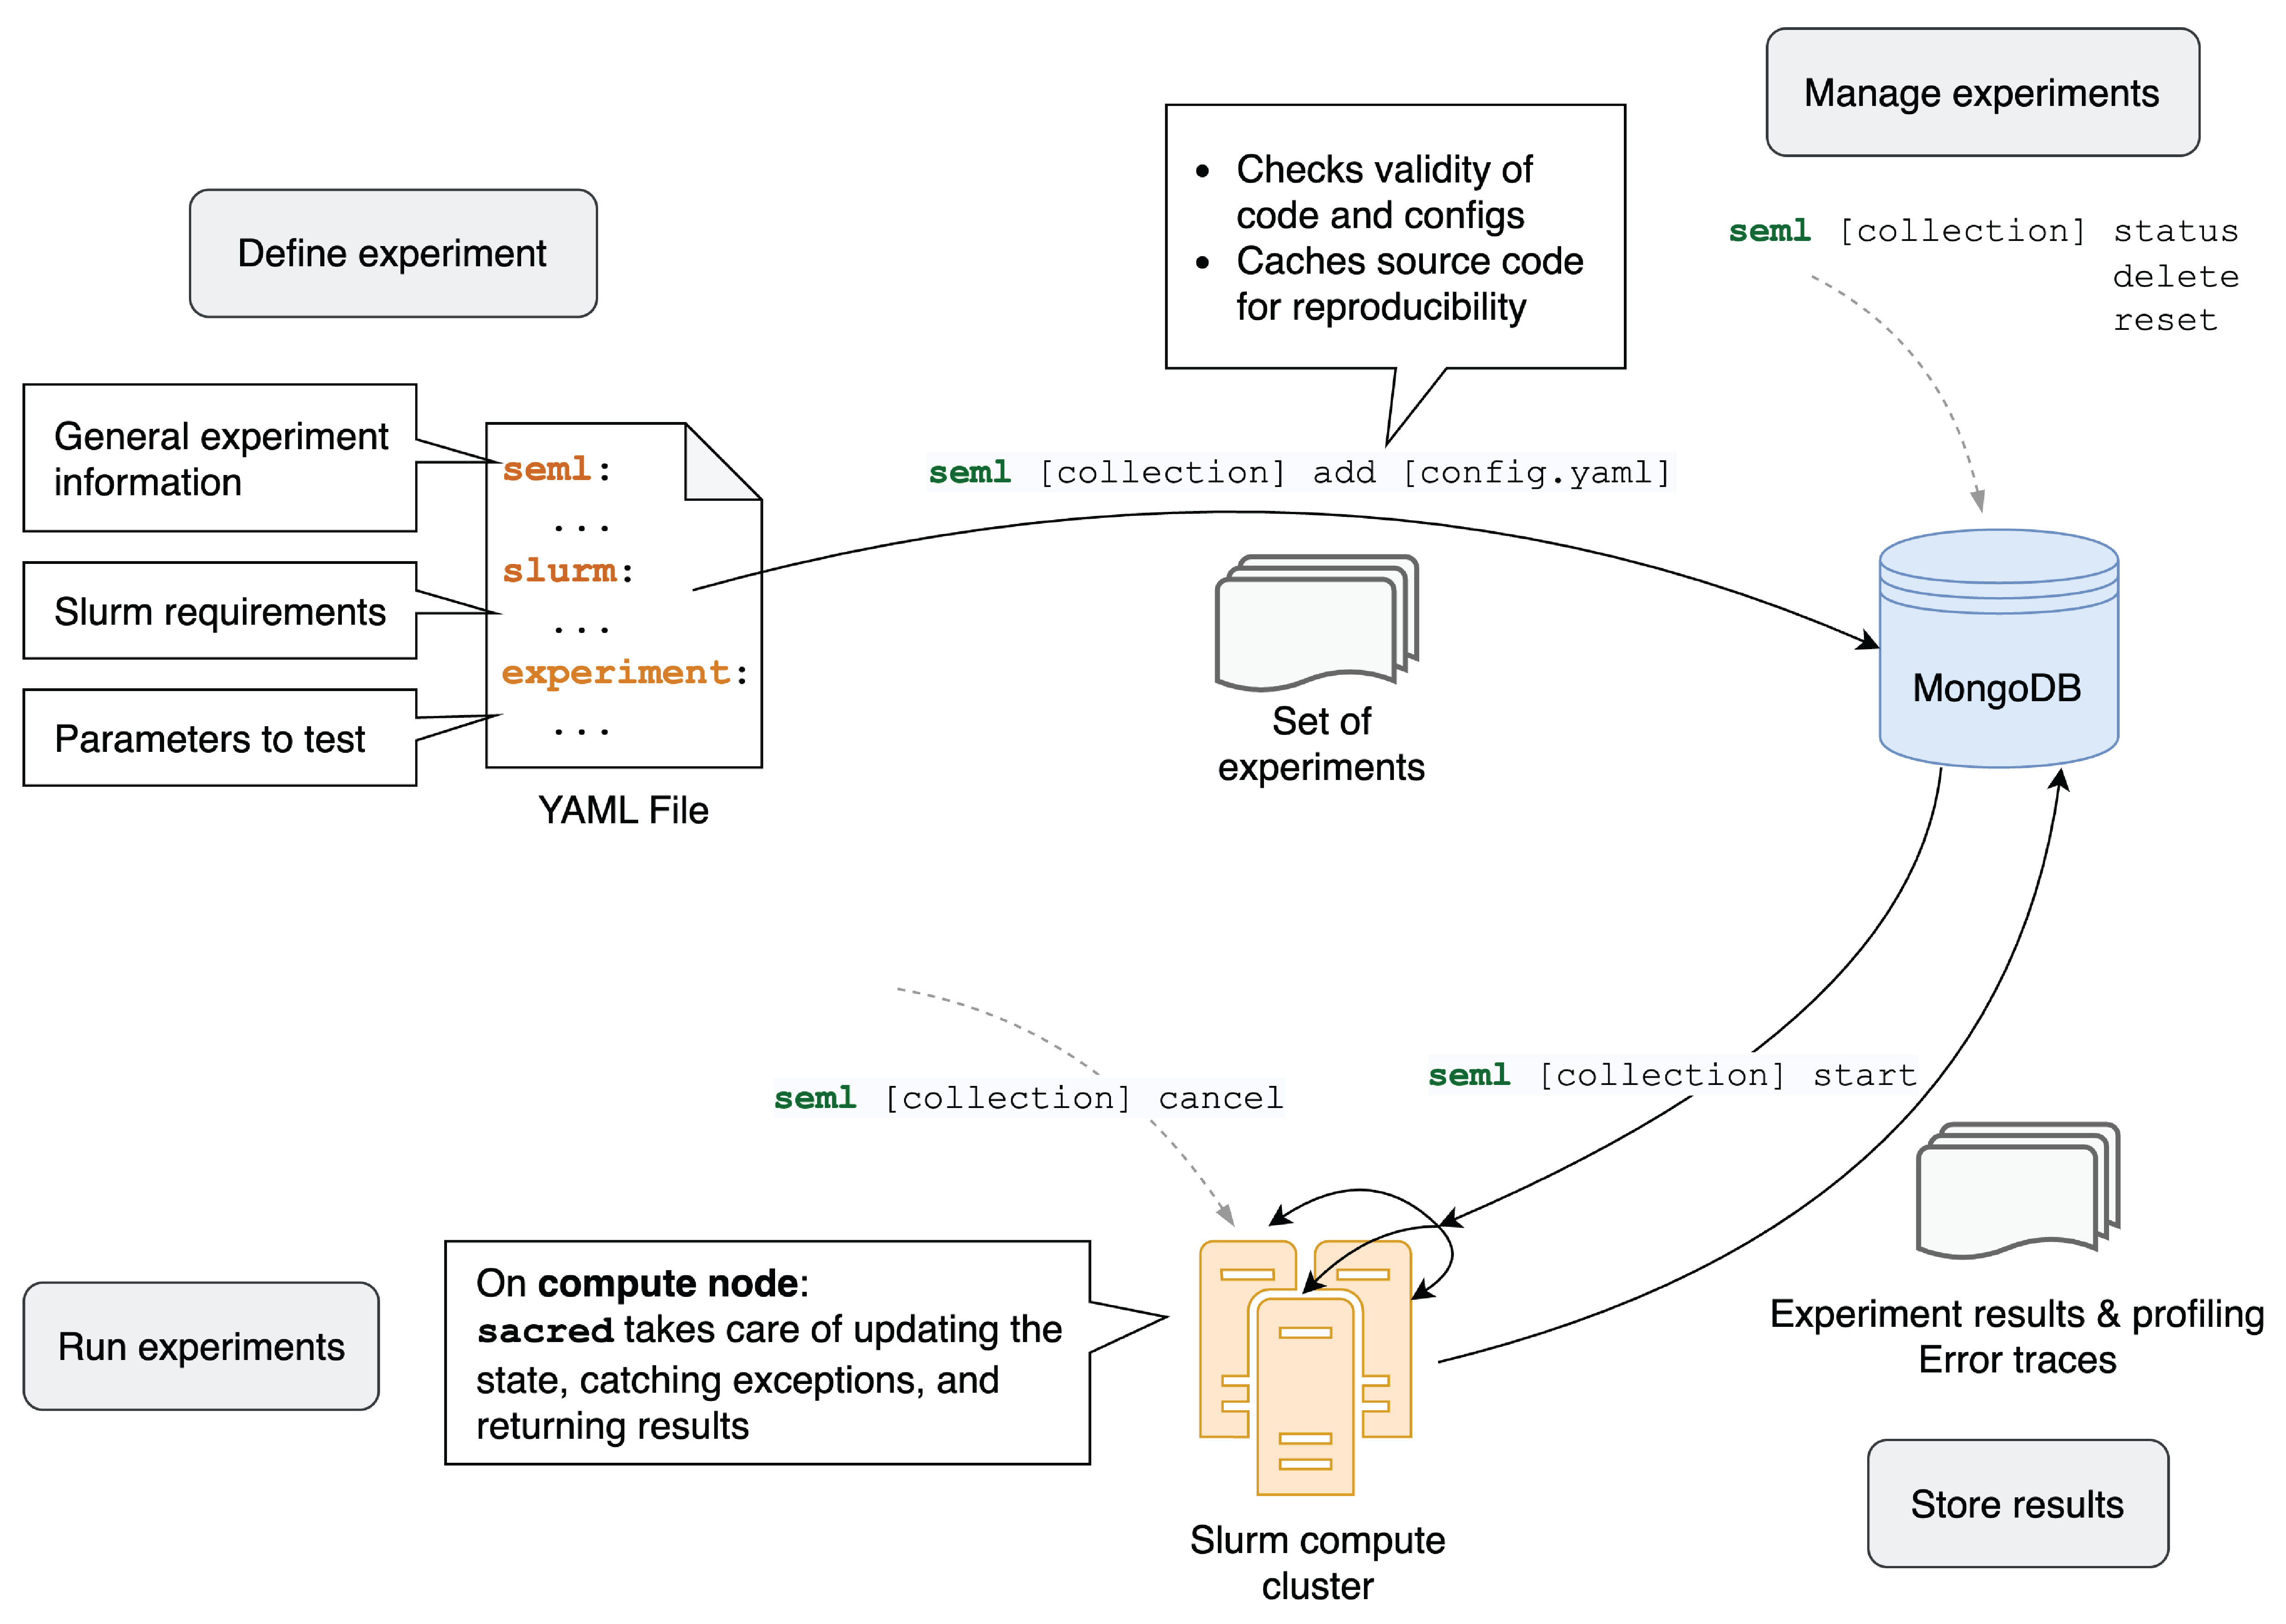 Manage experiments
seml [collection] status
delete
reset
Checks validity of
code and configs
Caches source code
for reproducibility
Define experiment
General experiment
information
Slurm requirements
Parameters to test
seml:
...
slurm:
...
experiment:
...
YAML File
seml [collection] add [config.yaml]
Set of
experiments
MongoDB
seml [collection] cancel
seml [collection] start
Run experiments
On compute node:
sacred takes care of updating the
state, catching exceptions, and
returning results
Slurm compute
cluster
Experiment results & profiling
Error traces
Store results